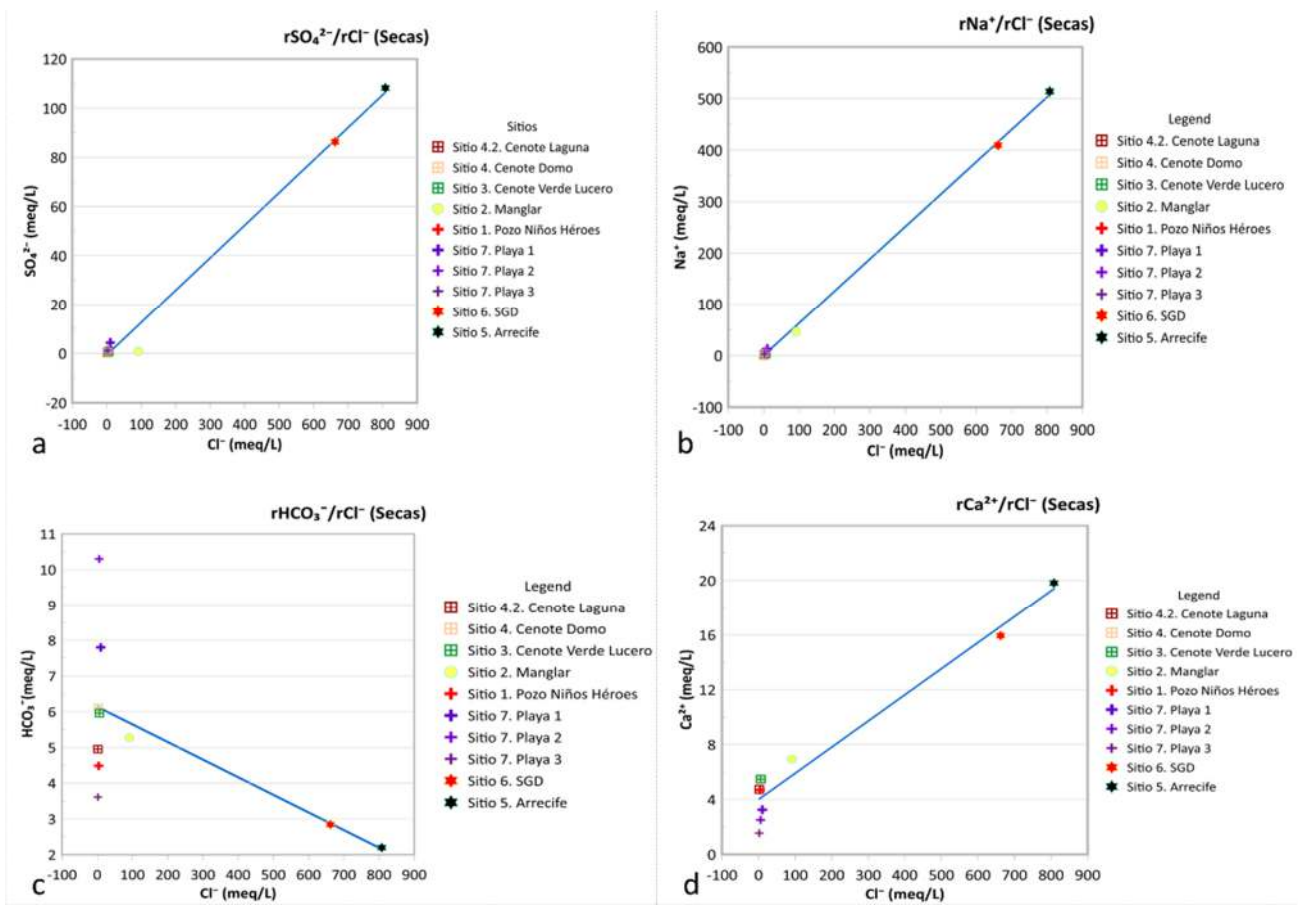 rSO₄²⁻/rCl⁻ (Secas)
120
100
80
60
40
20
0
-20
SO₄²⁻ (meq/L)
-100 0 100 200 300 400 500 600 700 800 900
Cl⁻ (meq/L)
a
Sitios
Sitio 4.2. Cenote Laguna
Sitio 4. Cenote Domo
Sitio 3. Cenote Verde Lucero
Sitio 2. Manglar
Sitio 1. Pozo Niños Héroes
Sitio 7. Playa 1
Sitio 7. Playa 2
Sitio 7. Playa 3
Sitio 6. SGD
Sitio 5. Arrecife
rNa⁺/rCl⁻ (Secas)
600
500
400
300
200
100
0
-100
Na⁺ (meq/L)
-100 0 100 200 300 400 500 600 700 800 900
Cl⁻ (meq/L)
b
Legend
Sitio 4.2. Cenote Laguna
Sitio 4. Cenote Domo
Sitio 3. Cenote Verde Lucero
Sitio 2. Manglar
Sitio 1. Pozo Niños Héroes
Sitio 7. Playa 1
Sitio 7. Playa 2
Sitio 7. Playa 3
Sitio 6. SGD
Sitio 5. Arrecife
rHCO₃⁻/rCl⁻ (Secas)
11
10
9
8
7
6
5
4
3
2
HCO₃⁻(meq/L)
-100 0 100 200 300 400 500 600 700 800 900
Cl⁻ (meq/L)
c
Legend
Sitio 4.2. Cenote Laguna
Sitio 4. Cenote Domo
Sitio 3. Cenote Verde Lucero
Sitio 2. Manglar
Sitio 1. Pozo Niños Héroes
Sitio 7. Playa 1
Sitio 7. Playa 2
Sitio 7. Playa 3
Sitio 6. SGD
Sitio 5. Arrecife
rCa²⁺/rCl⁻ (Secas)
24
20
16
12
8
4
0
Ca²⁺ (meq/L)
-100 0 100 200 300 400 500 600 700 800 900
Cl⁻ (meq/L)
d
Legend
Sitio 4.2. Cenote Laguna
Sitio 4. Cenote Domo
Sitio 3. Cenote Verde Lucero
Sitio 2. Manglar
Sitio 1. Pozo Niños Héroes
Sitio 7. Playa 1
Sitio 7. Playa 2
Sitio 7. Playa 3
Sitio 6. SGD
Sitio 5. Arrecife